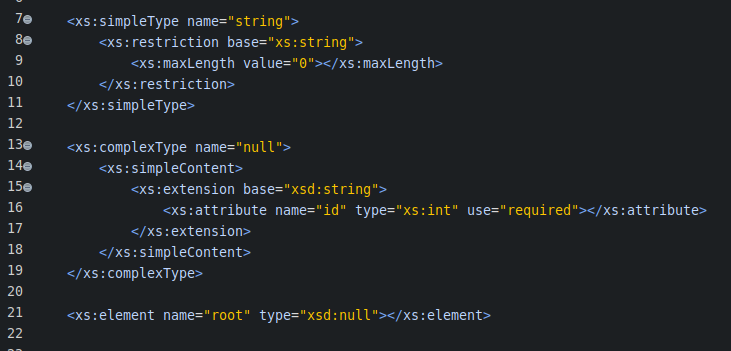 7 <xs:simpleType name="string">
8 <xs:restriction base="xs:string">
9 <xs:maxLength value="0"></xs:maxLength>
10 </xs:restriction>
11 </xs:simpleType>
12
13 <xs:complexType name="null">
14 <xs:simpleContent>
15 <xs:extension base="xsd:string">
16 <xs:attribute name="id" type="xs:int" use="required"></xs:attribute>
17 </xs:extension>
18 </xs:simpleContent>
19 </xs:complexType>
20
21 <xs:element name="root" type="xsd:null"></xs:element>
22